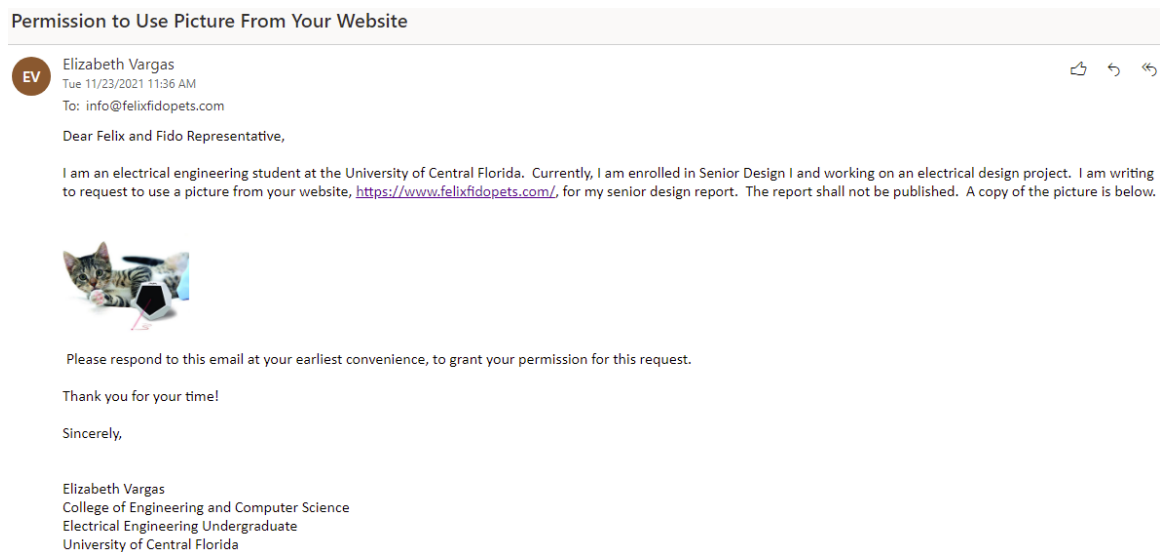 Permission to Use Picture From Your Website
EV
Elizabeth Vargas
Tue 11/23/2021 11:36 AM
To: info@felixfidopets.com
Dear Felix and Fido Representative,
I am an electrical engineering student at the University of Central Florida.  Currently, I am enrolled in Senior Design I and working on an electrical design project.  I am writing
to request to use a picture from your website, https://www.felixfidopets.com/, for my senior design report.  The report shall not be published.  A copy of the picture is below.
Please respond to this email at your earliest convenience, to grant your permission for this request.
Thank you for your time!
Sincerely,
Elizabeth Vargas
College of Engineering and Computer Science
Electrical Engineering Undergraduate
University of Central Florida